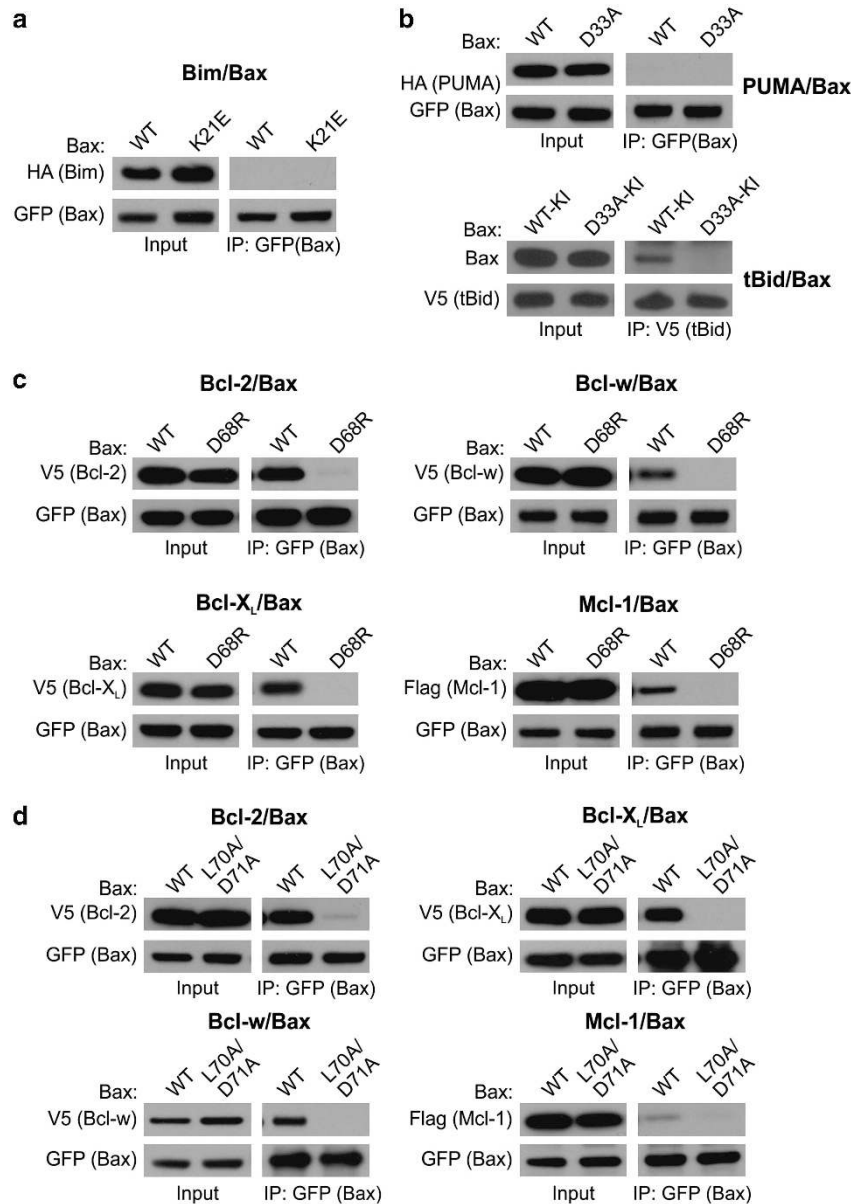 a
Bim/Bax
Bax: WT K21E WT K21E
HA (Bim)
GFP (Bax)
Input IP: GFP(Bax)
b
Bax: WT D33A WT D33A
HA (PUMA)
GFP (Bax)
PUMA/Bax
Input IP: GFP(Bax)
Bax: WT-KI D33A-KI WT-KI D33A-KI
Bax
V5 (tBid)
tBid/Bax
Input IP: V5 (tBid)
c
Bcl-2/Bax
Bax: WT D68R WT D68R
V5 (Bcl-2)
GFP (Bax)
Input IP: GFP (Bax)
Bcl-w/Bax
Bax: WT D68R WT D68R
V5 (Bcl-w)
GFP (Bax)
Input IP: GFP (Bax)
Bcl-XL/Bax
Bax: WT D68R WT D68R
V5 (Bcl-XL)
GFP (Bax)
Input IP: GFP (Bax)
Mcl-1/Bax
Bax: WT D68R WT D68R
Flag (Mcl-1)
GFP (Bax)
Input IP: GFP (Bax)
d
Bcl-2/Bax
Bax: WT L70A/D71A WT L70A/D71A
V5 (Bcl-2)
GFP (Bax)
Input IP: GFP (Bax)
Bcl-XL/Bax
Bax: WT L70A/D71A WT L70A/D71A
V5 (Bcl-XL)
GFP (Bax)
Input IP: GFP (Bax)
Bcl-w/Bax
Bax: WT L70A/D71A WT L70A/D71A
V5 (Bcl-w)
GFP (Bax)
Input IP: GFP (Bax)
Mcl-1/Bax
Bax: WT L70A/D71A WT L70A/D71A
Flag (Mcl-1)
GFP (Bax)
Input IP: GFP (Bax)